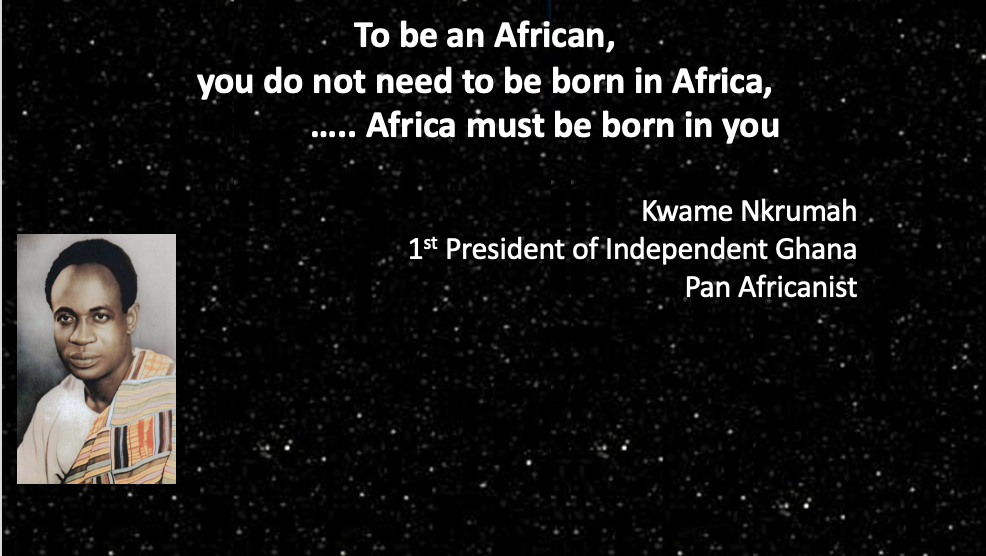 To be an African,
you do not need to be born in Africa,
..... Africa must be born in you
Kwame Nkrumah
1st President of Independent Ghana
Pan Africanist